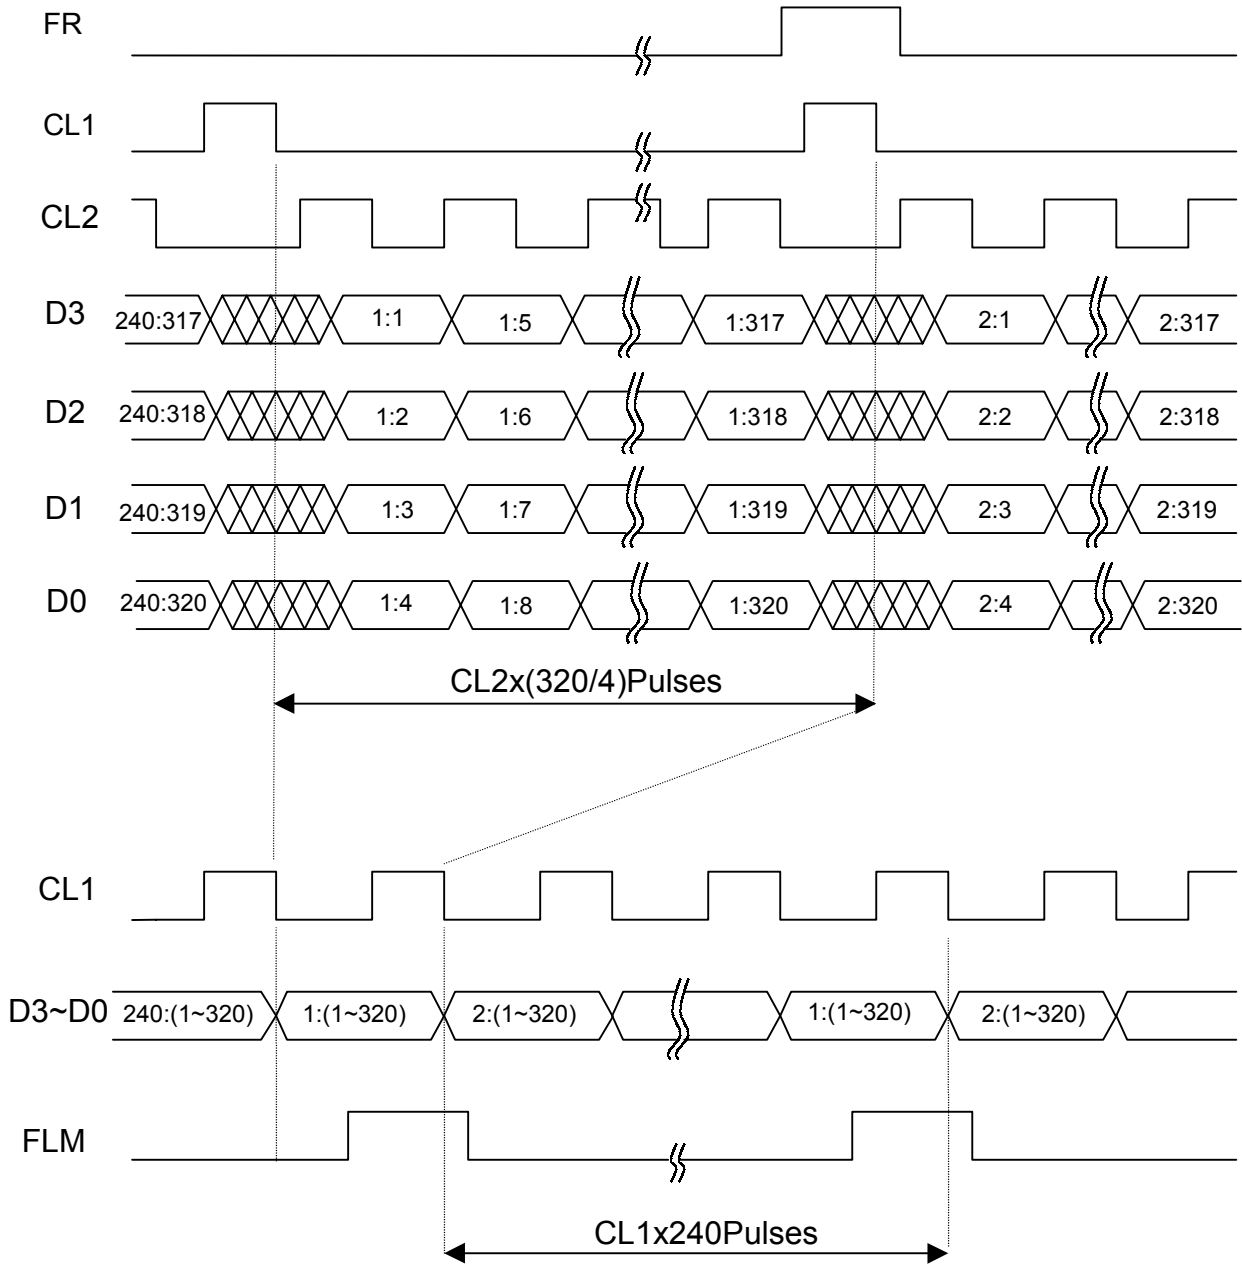 FR
CL1
CL2
D3 240:317 1:1 1:5 1:317 2:1 2:317
D2 240:318 1:2 1:6 1:318 2:2 2:318
D1 240:319 1:3 1:7 1:319 2:3 2:319
D0 240:320 1:4 1:8 1:320 2:4 2:320
CL2x(320/4)Pulses
CL1
D3~D0 240:(1~320) 1:(1~320) 2:(1~320) 1:(1~320) 2:(1~320)
FLM
CL1x240Pulses